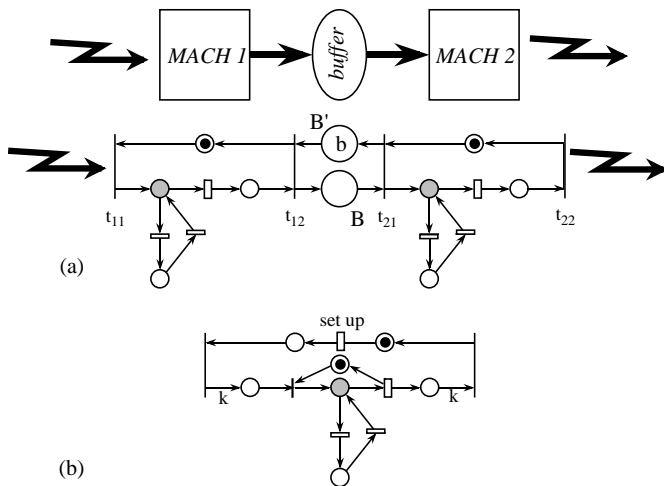 MACH 1
buffer
MACH 2
B'
b
t11
t12
B
t21
t22
(a)
set up
k
k
(b)